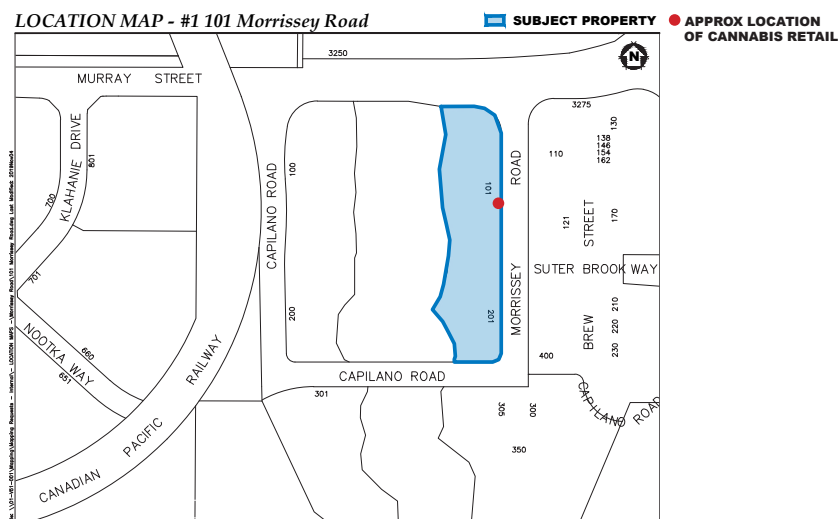 LOCATION MAP - #1 101 Morrissey Road
SUBJECT PROPERTY
APPROX LOCATION
OF CANNABIS RETAIL
N
3250
MURRAY STREET
3275
KLAHANIE DRIVE
801
700
701
CAPILANO ROAD
100
200
101
201
ROAD
MORRISSEY
110
130
138
146
154
162
121
STREET
170
SUTER BROOK WAY
BREW
210
220
230
400
NOOTKA WAY
660
651
CANADIAN PACIFIC RAILWAY
CAPILANO ROAD
301
305
300
350
CAPILANO ROAD